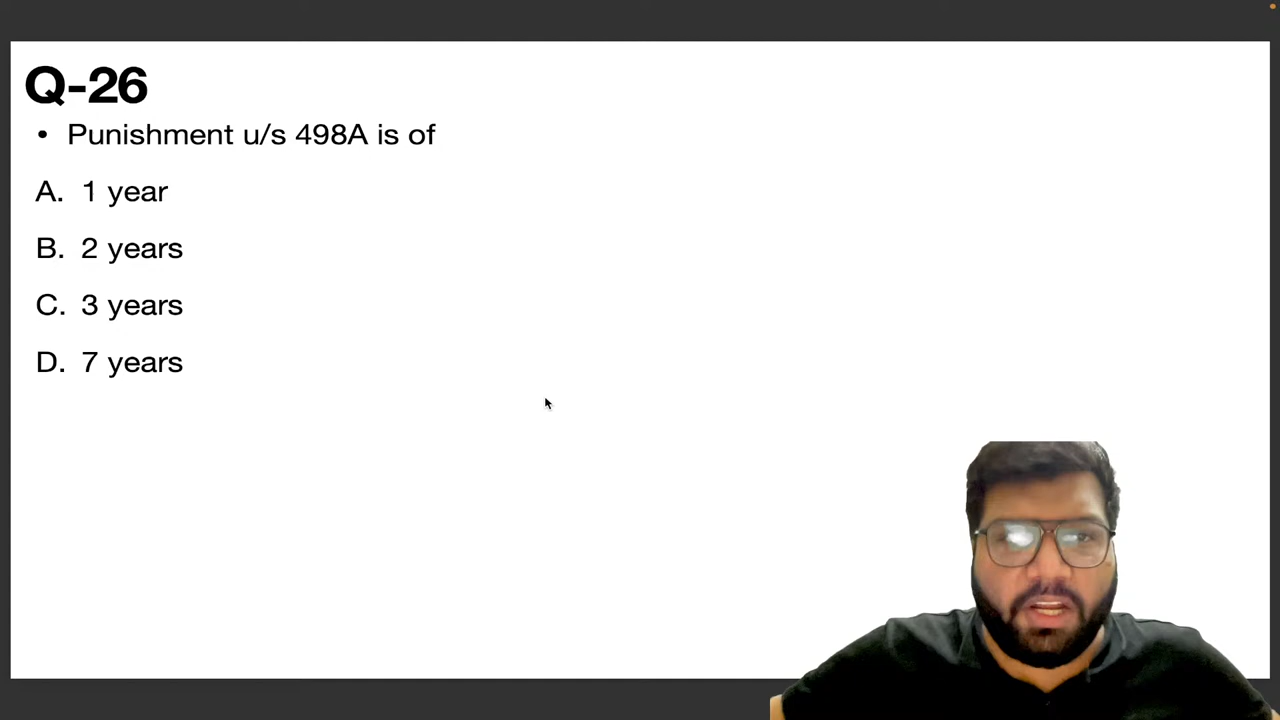 Q-26
• Punishment u/s 498A is of
A. 1 year
B. 2 years
C. 3 years
D. 7 years